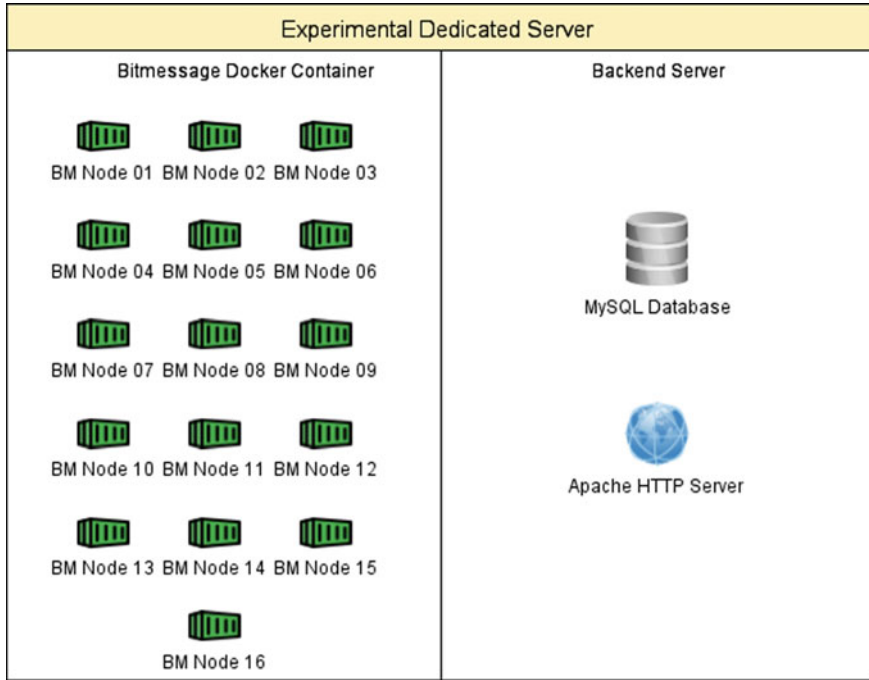 Experimental Dedicated Server
Bitmessage Docker Container
BM Node 01 BM Node 02 BM Node 03
BM Node 04 BM Node 05 BM Node 06
BM Node 07 BM Node 08 BM Node 09
BM Node 10 BM Node 11 BM Node 12
BM Node 13 BM Node 14 BM Node 15
BM Node 16
Backend Server
MySQL Database
Apache HTTP Server